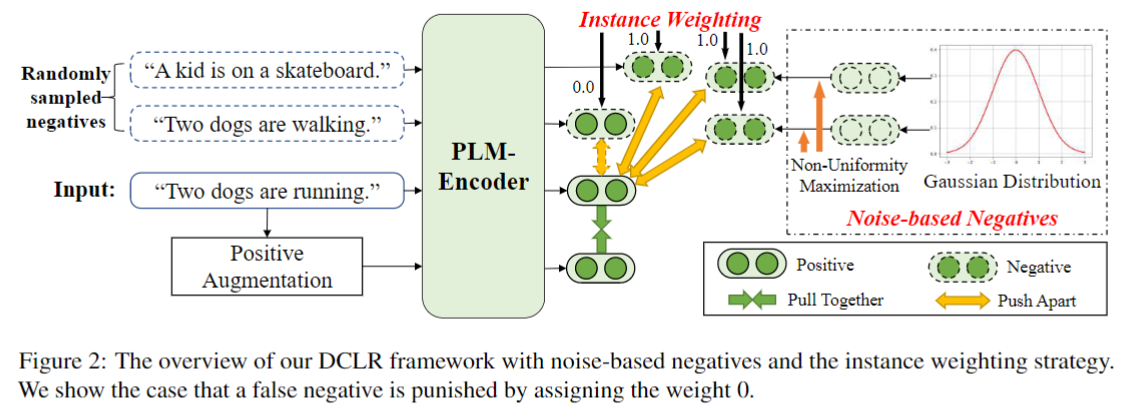 Instance Weighting
1.0
1.0
1.0
0.0
Randomly
sampled
negatives
“A kid is on a skateboard.”
“Two dogs are walking.”
Input:
“Two dogs are running.”
Positive
Augmentation
PLM-
Encoder
Non-Uniformity
Maximization
Gaussian Distribution
Noise-based Negatives
Positive
Negative
Pull Together
Push Apart
Figure 2: The overview of our DCLR framework with noise-based negatives and the instance weighting strategy.
We show the case that a false negative is punished by assigning the weight 0.